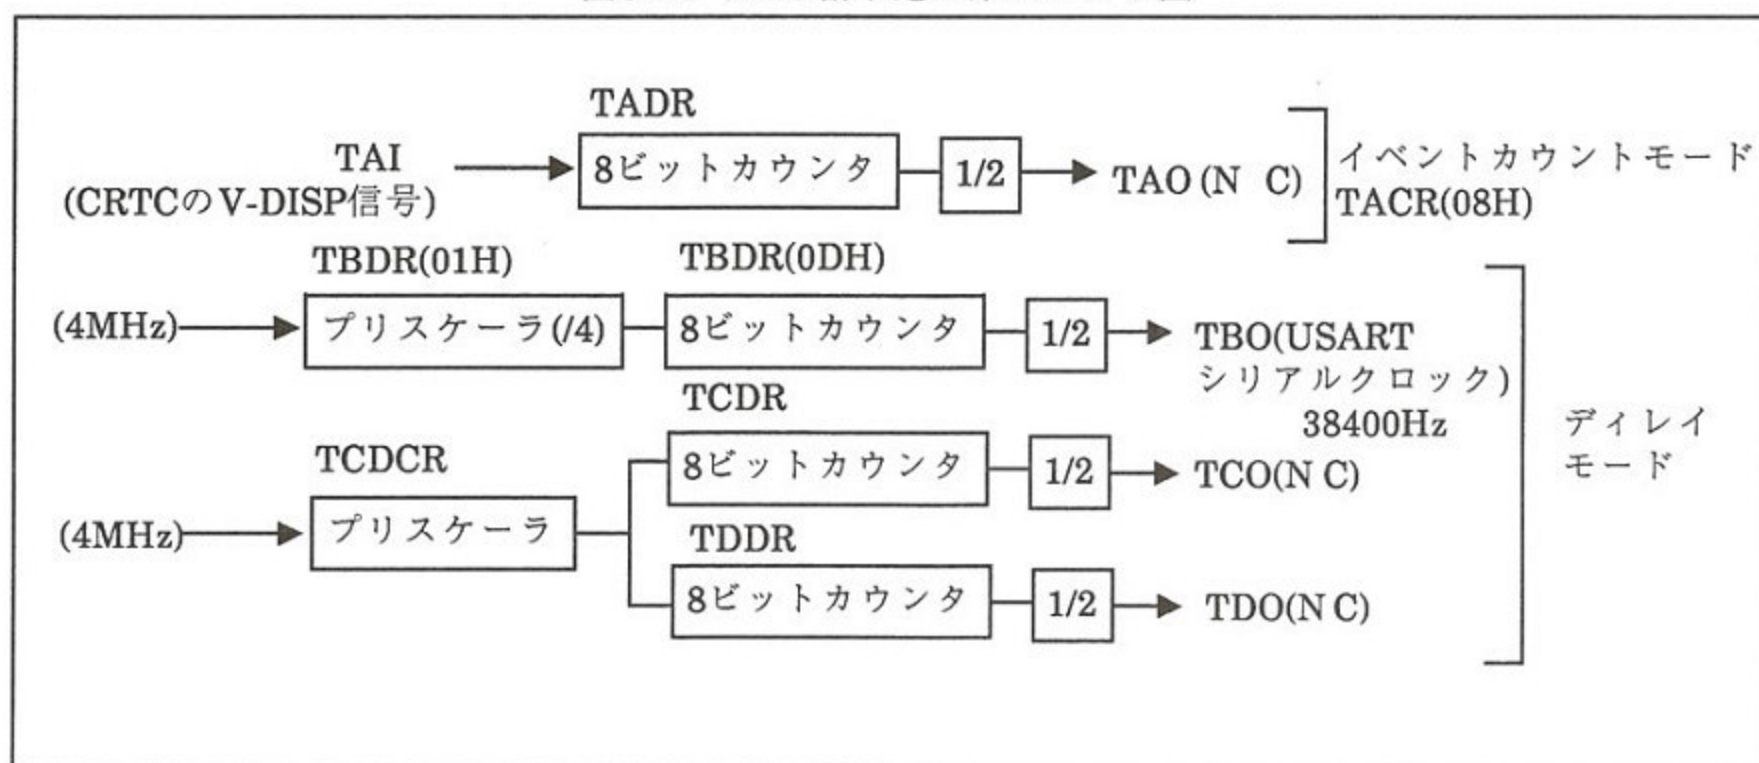 TADR
TAI
(CRTCのV-DISP信号)
8ビットカウンタ
1/2
TAO(N C)
イベントカウントモード
TACR(08H)
TBDR(01H)
TBDR(0DH)
(4MHz)
プリスケーラ(/4)
8ビットカウンタ
1/2
TBO(USART
シリアルクロック)
38400Hz
TCDR
TCDCR
8ビットカウンタ
1/2
TCO(N C)
ディレイ
モード
(4MHz)
プリスケーラ
TDDR
8ビットカウンタ
1/2
TDO(N C)